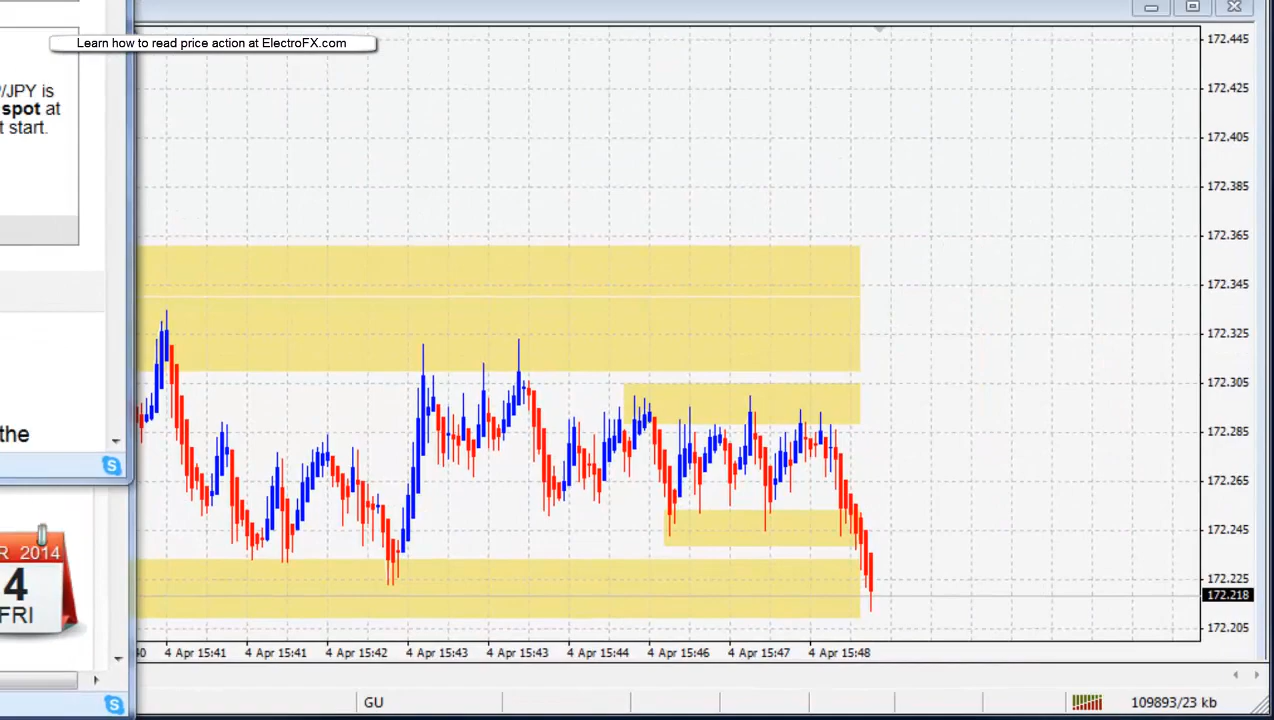 Learn how to read price action at ElectroFX.com
/JPY is
spot at
t start.
the
R 2014
4
FRI
172.445
172.425
172.405
172.385
172.365
172.345
172.325
172.305
172.285
172.265
172.245
172.225
172.218
172.205
40 4 Apr 15:41 4 Apr 15:41 4 Apr 15:42 4 Apr 15:43 4 Apr 15:43 4 Apr 15:44 4 Apr 15:46 4 Apr 15:47 4 Apr 15:48
GU
109893/23 kb